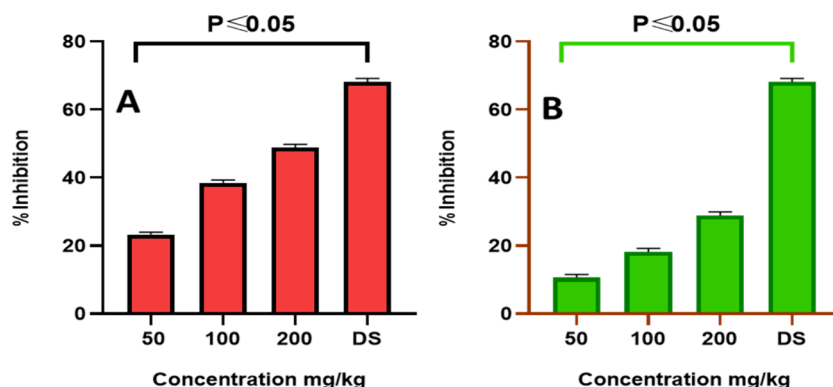 P≤0.05
80
60
40
20
0
A
% Inhibition
50 100 200 DS
Concentration mg/kg
P≤0.05
80
60
40
20
0
B
% Inhibition
50 100 200 DS
Concentration mg/kg